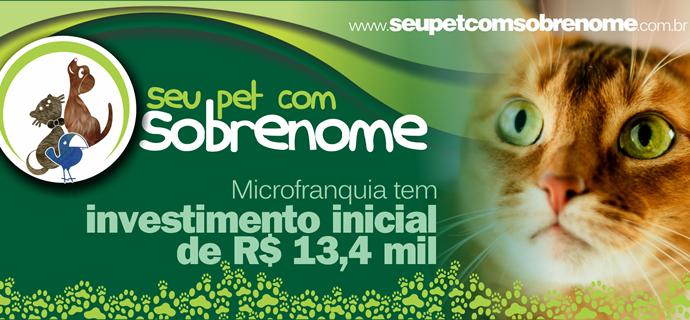 www.seupetcomsobrenome.com.br
seu pet com
sobrenome
Microfranquia tem
investimento inicial
de R$ 13,4 mil